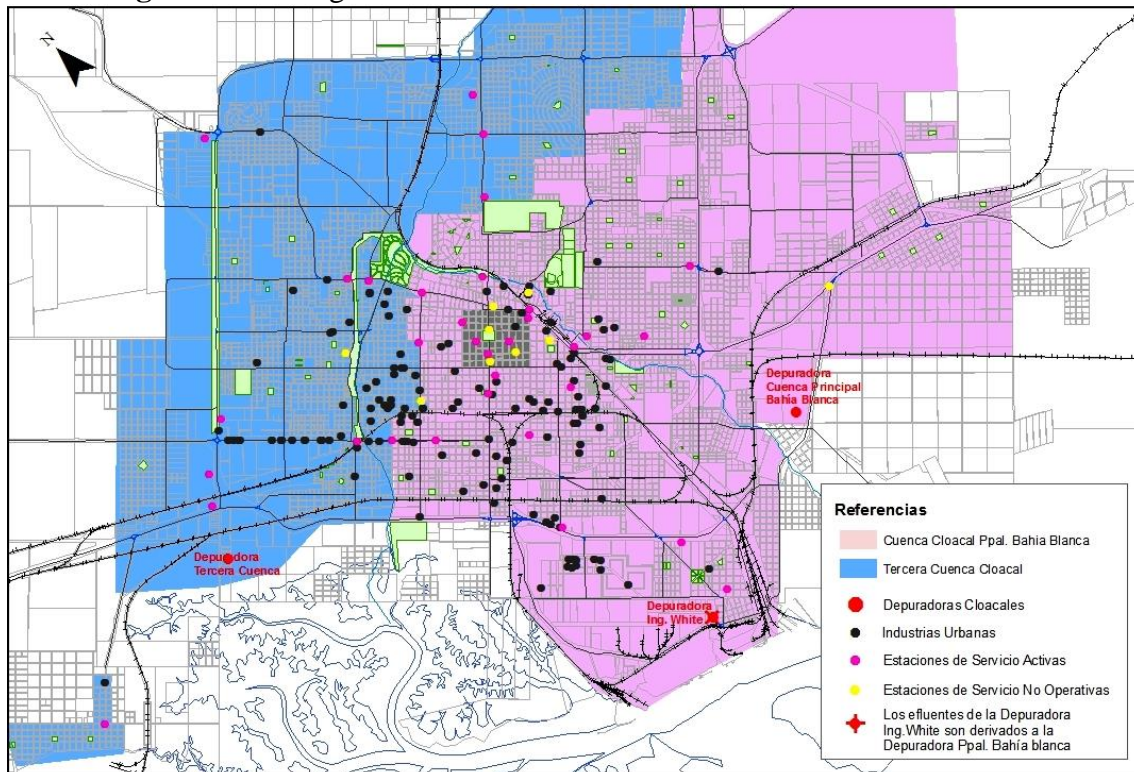 N
Depuradora
Cuenca Principal
Bahía Blanca
Depuradora
Tercera Cuenca
Depuradora
Ing. White
Referencias
Cuenca Cloacal Ppal. Bahia Blanca
Tercera Cuenca Cloacal
Depuradoras Cloacales
Industrias Urbanas
Estaciones de Servicio Activas
Estaciones de Servicio No Operativas
Los efluentes de la Depuradora
Ing.White son derivados a la
Depuradora Ppal. Bahía blanca